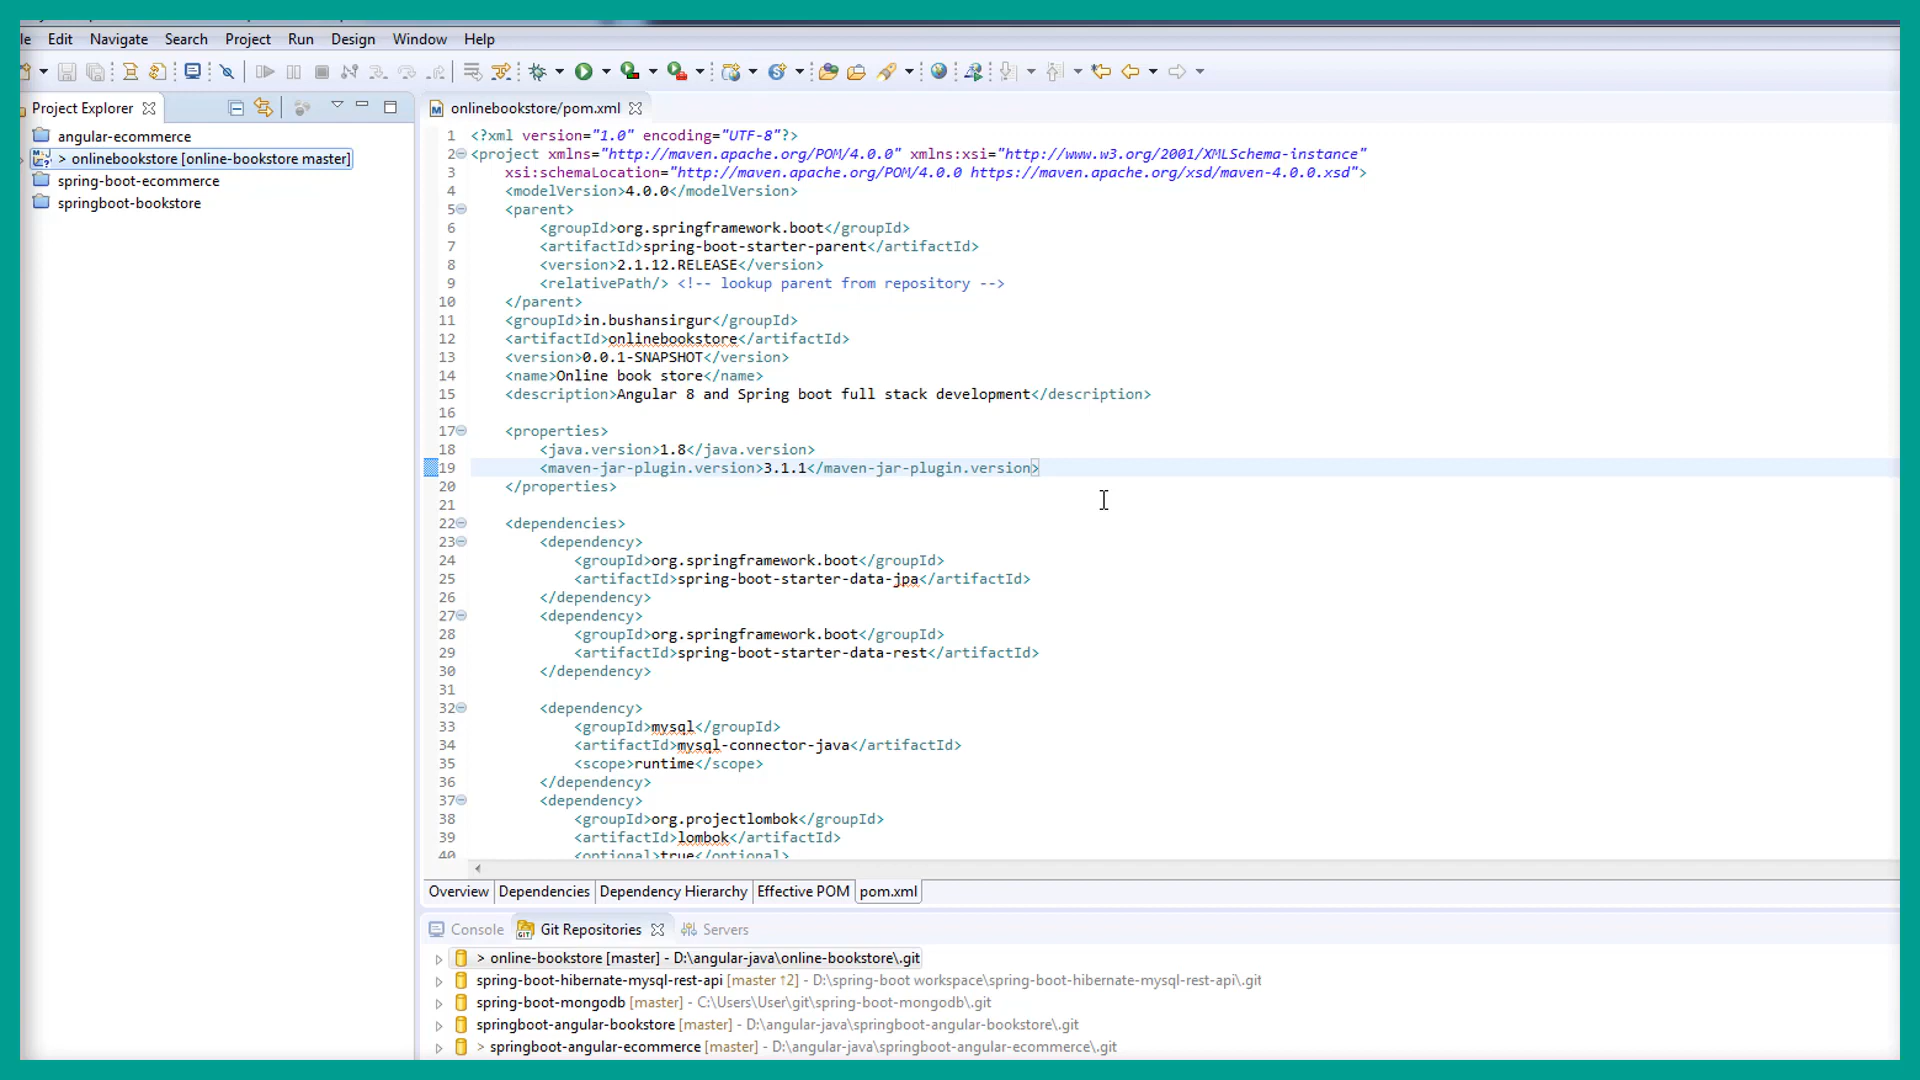 le Edit Navigate Search Project Run Design Window Help
Project Explorer
angular-ecommerce
> onlinebookstore [online-bookstore master]
spring-boot-ecommerce
springboot-bookstore
onlinebookstore/pom.xml
1 <?xml version="1.0" encoding="UTF-8"?>
2 <project xmlns="http://maven.apache.org/POM/4.0.0" xmlns:xsi="http://www.w3.org/2001/XMLSchema-instance"
3 xsi:schemaLocation="http://maven.apache.org/POM/4.0.0 https://maven.apache.org/xsd/maven-4.0.0.xsd">
4 <modelVersion>4.0.0</modelVersion>
5 <parent>
6 <groupId>org.springframework.boot</groupId>
7 <artifactId>spring-boot-starter-parent</artifactId>
8 <version>2.1.12.RELEASE</version>
9 <relativePath/> <!-- lookup parent from repository -->
10 </parent>
11 <groupId>in.bushansirgur</groupId>
12 <artifactId>onlinebookstore</artifactId>
13 <version>0.0.1-SNAPSHOT</version>
14 <name>Online book store</name>
15 <description>Angular 8 and Spring boot full stack development</description>
16
17 <properties>
18 <java.version>1.8</java.version>
19 <maven-jar-plugin.version>3.1.1</maven-jar-plugin.version>
20 </properties>
21
22 <dependencies>
23 <dependency>
24 <groupId>org.springframework.boot</groupId>
25 <artifactId>spring-boot-starter-data-jpa</artifactId>
26 </dependency>
27 <dependency>
28 <groupId>org.springframework.boot</groupId>
29 <artifactId>spring-boot-starter-data-rest</artifactId>
30 </dependency>
31
32 <dependency>
33 <groupId>mysql</groupId>
34 <artifactId>mysql-connector-java</artifactId>
35 <scope>runtime</scope>
36 </dependency>
37 <dependency>
38 <groupId>org.projectlombok</groupId>
39 <artifactId>lombok</artifactId>
40 <optional>true</optional>
Overview Dependencies Dependency Hierarchy Effective POM pom.xml
Console Git Repositories Servers
> online-bookstore [master] - D:\angular-java\online-bookstore\.git
spring-boot-hibernate-mysql-rest-api [master ↑2] - D:\spring-boot workspace\spring-boot-hibernate-mysql-rest-api\.git
spring-boot-mongodb [master] - C:\Users\User\git\spring-boot-mongodb\.git
springboot-angular-bookstore [master] - D:\angular-java\springboot-angular-bookstore\.git
> springboot-angular-ecommerce [master] - D:\angular-java\springboot-angular-ecommerce\.git